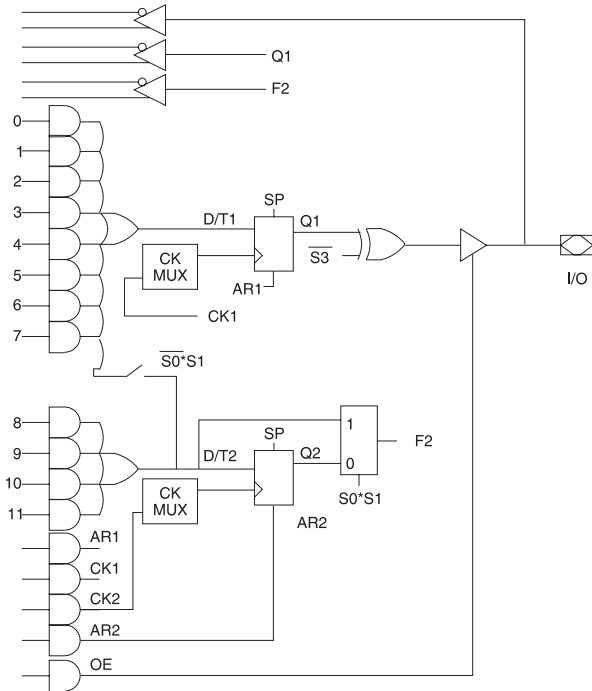 Q1
F2
0
1
2
3
4
5
6
7
D/T1
SP
Q1
S̅3̅
CK
MUX
AR1
CK1
I/O
S̅0̅*S1
8
9
10
11
D/T2
SP
Q2
1
0
F2
CK
MUX
S0*S1
AR2
AR1
CK1
CK2
AR2
OE